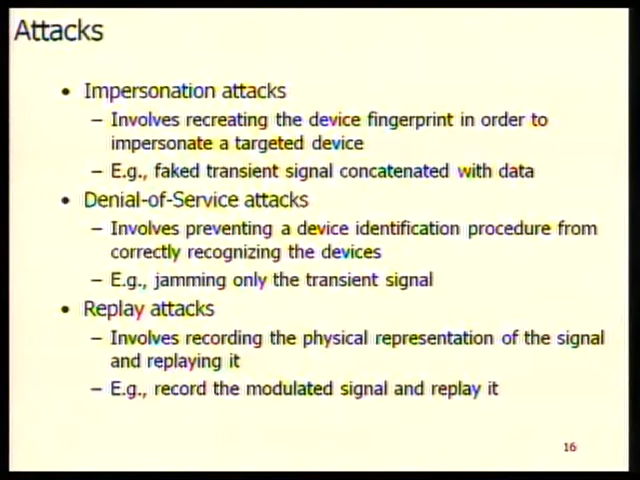 Attacks
• Impersonation attacks
– Involves recreating the device fingerprint in order to
impersonate a targeted device
– E.g., faked transient signal concatenated with data
• Denial-of-Service attacks
– Involves preventing a device identification procedure from
correctly recognizing the devices
– E.g., jamming only the transient signal
• Replay attacks
– Involves recording the physical representation of the signal
and replaying it
– E.g., record the modulated signal and replay it
16